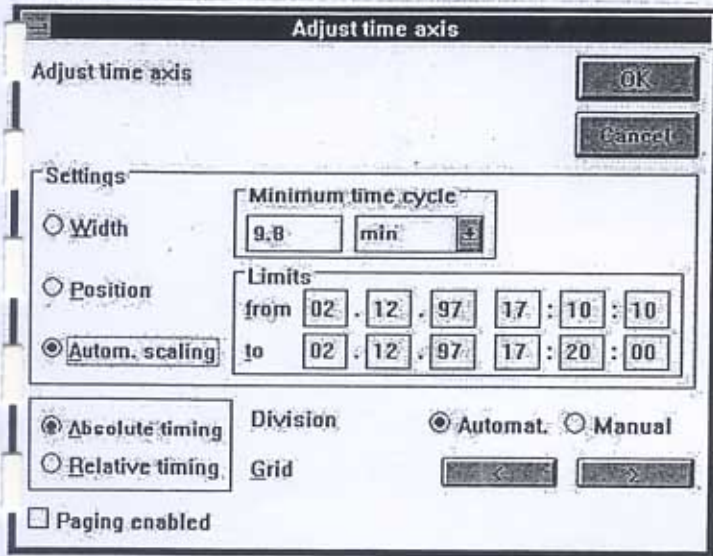 Adjust time axis
Adjust time axis
OK
Cancel
Settings
Width
Position
Autom. scaling
Minimum time cycle
9,8 min
Limits
from 02 . 12 . 97 17 : 10 : 10
to 02 . 12 . 97 17 : 20 : 00
Absolute timing
Relative timing
Division Automat. Manual
Grid < >
Paging enabled